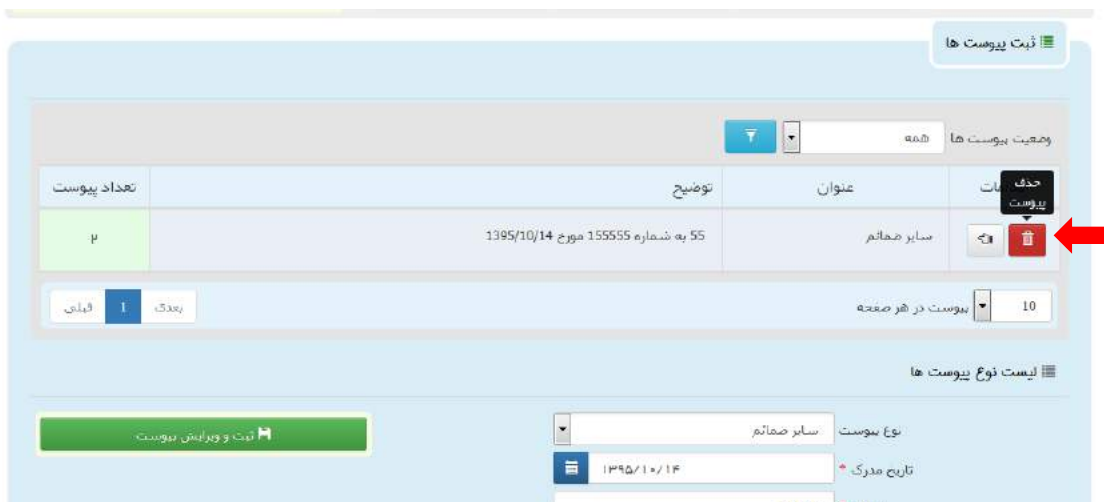 ثبت پیوست ها
وضعیت پیوست ها
همه
حذف
پیوست
عنوان
توضیح
تعداد پیوست
سایر ضمائم
55 به شماره 155555 مورخ 1395/10/14
۲
10
پیوست در هر صفحه
بعدی
1
قبلی
لیست نوع پیوست ها
نوع پیوست
سایر ضمائم
ثبت و ویرایش پیوست
تاریخ مدرک *
۱۳۹۵/۱۰/۱۴